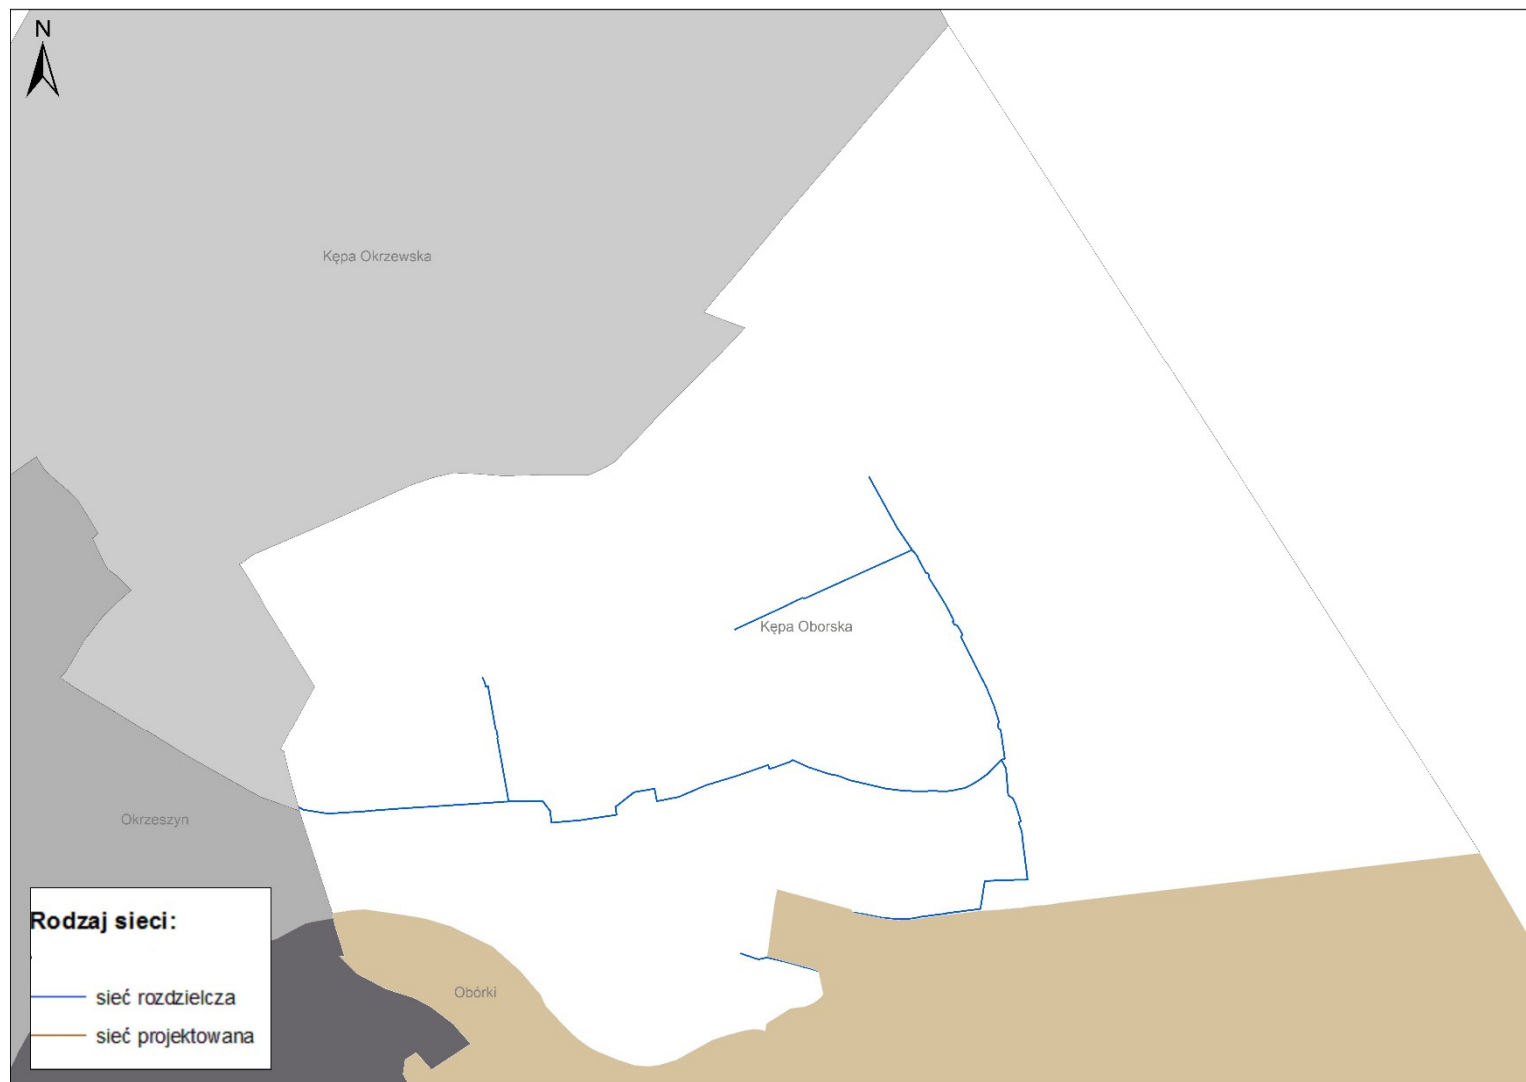 N
Kępa Okrzewska
Kępa Oborska
Okrzeszyn
Obórki
Rodzaj sieci:
sieć rozdzielcza
sieć projektowana